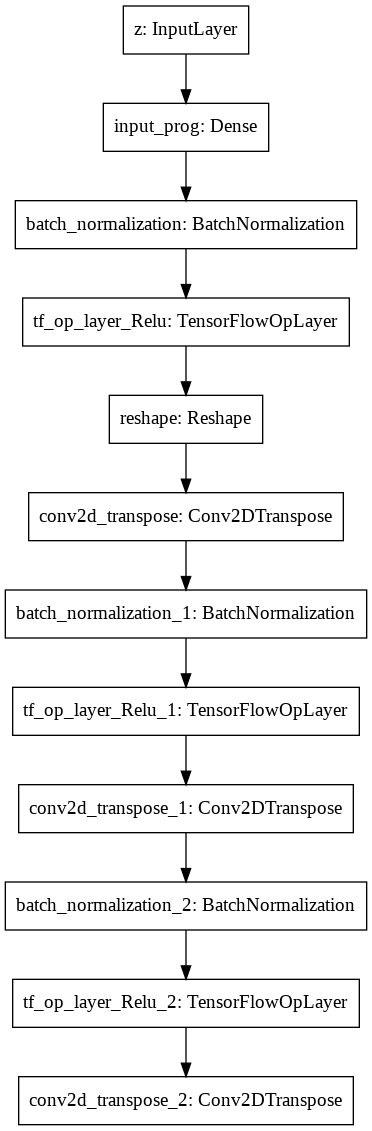 z: InputLayer
input_prog: Dense
batch_normalization: BatchNormalization
tf_op_layer_Relu: TensorFlowOpLayer
reshape: Reshape
conv2d_transpose: Conv2DTranspose
batch_normalization_1: BatchNormalization
tf_op_layer_Relu_1: TensorFlowOpLayer
conv2d_transpose_1: Conv2DTranspose
batch_normalization_2: BatchNormalization
tf_op_layer_Relu_2: TensorFlowOpLayer
conv2d_transpose_2: Conv2DTranspose